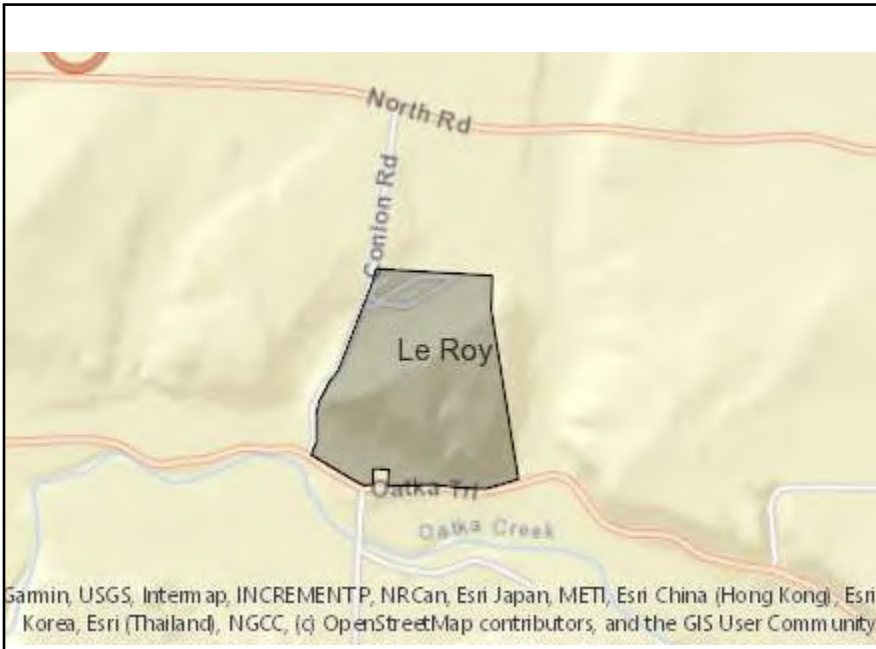 North Rd
Conlon Rd
Le Roy
Oatka Trl
Oatka Creek
Garmin, USGS, Intermap, INCREMENT P, NRCan, Esri Japan, METI, Esri China (Hong Kong), Esri
Korea, Esri (Thailand), NGCC, (c) OpenStreetMap contributors, and the GIS User Community